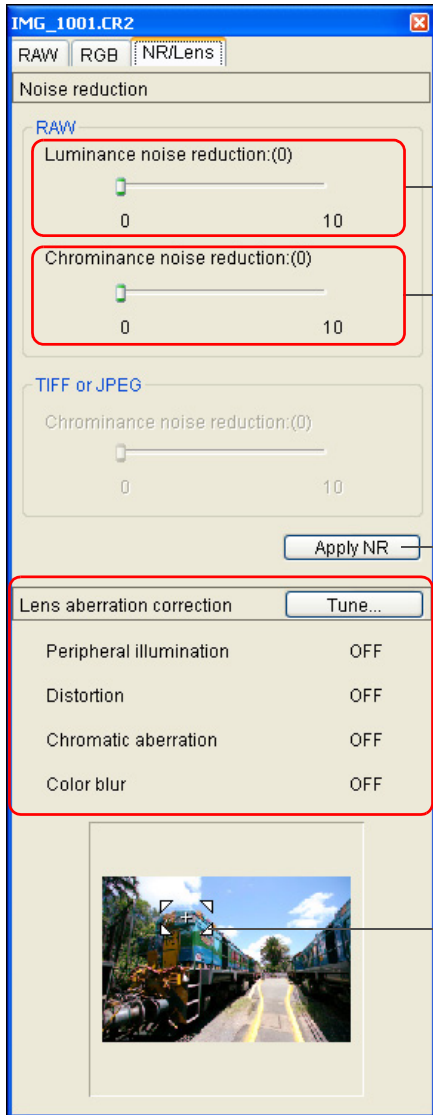 IMG_1001.CR2
RAW RGB NR/Lens
Noise reduction
RAW
Luminance noise reduction:(0)
0 10
Chrominance noise reduction:(0)
0 10
TIFF or JPEG
Chrominance noise reduction:(0)
0 10
Apply NR
Lens aberration correction Tune...
Peripheral illumination OFF
Distortion OFF
Chromatic aberration OFF
Color blur OFF